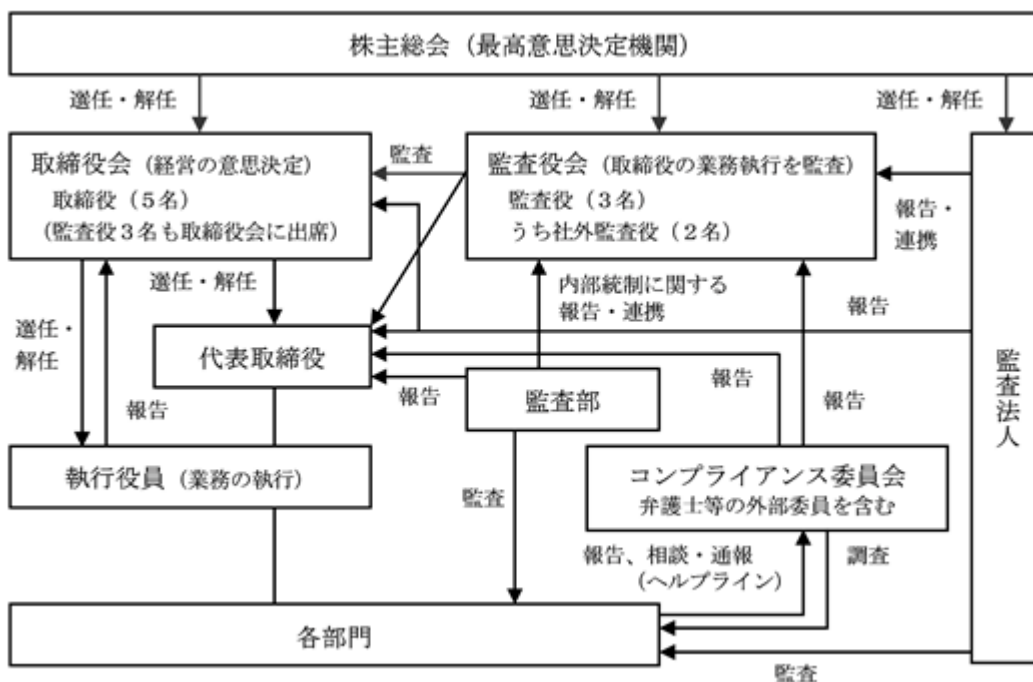 株主総会（最高意思決定機関）
選任・解任
選任・解任
選任・解任
取締役会（経営の意思決定）
取締役（５名）
（監査役３名も取締役会に出席）
監査
監査役会（取締役の業務執行を監査）
監査役（３名）
うち社外監査役（２名）
報告・
連携
選任・解任
内部統制に関する
報告・連携
選任・
解任
代表取締役
報告
監査法人
報告
報告
監査部
報告
報告
執行役員（業務の執行）
監査
コンプライアンス委員会
弁護士等の外部委員を含む
報告、相談・通報
（ヘルプライン）
調査
各部門
監査